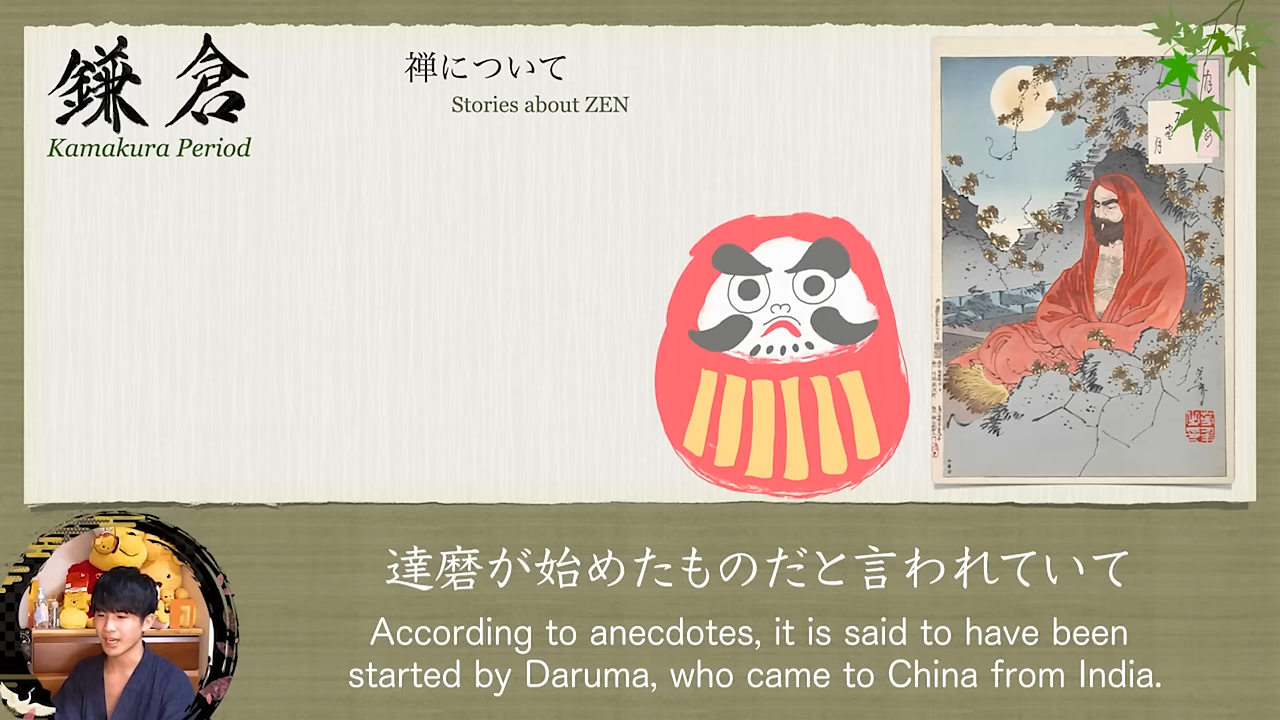 鎌倉
Kamakura Period
禅について
Stories about ZEN
達磨が始めたものだと言われていて
According to anecdotes, it is said to have been
started by Daruma, who came to China from India.